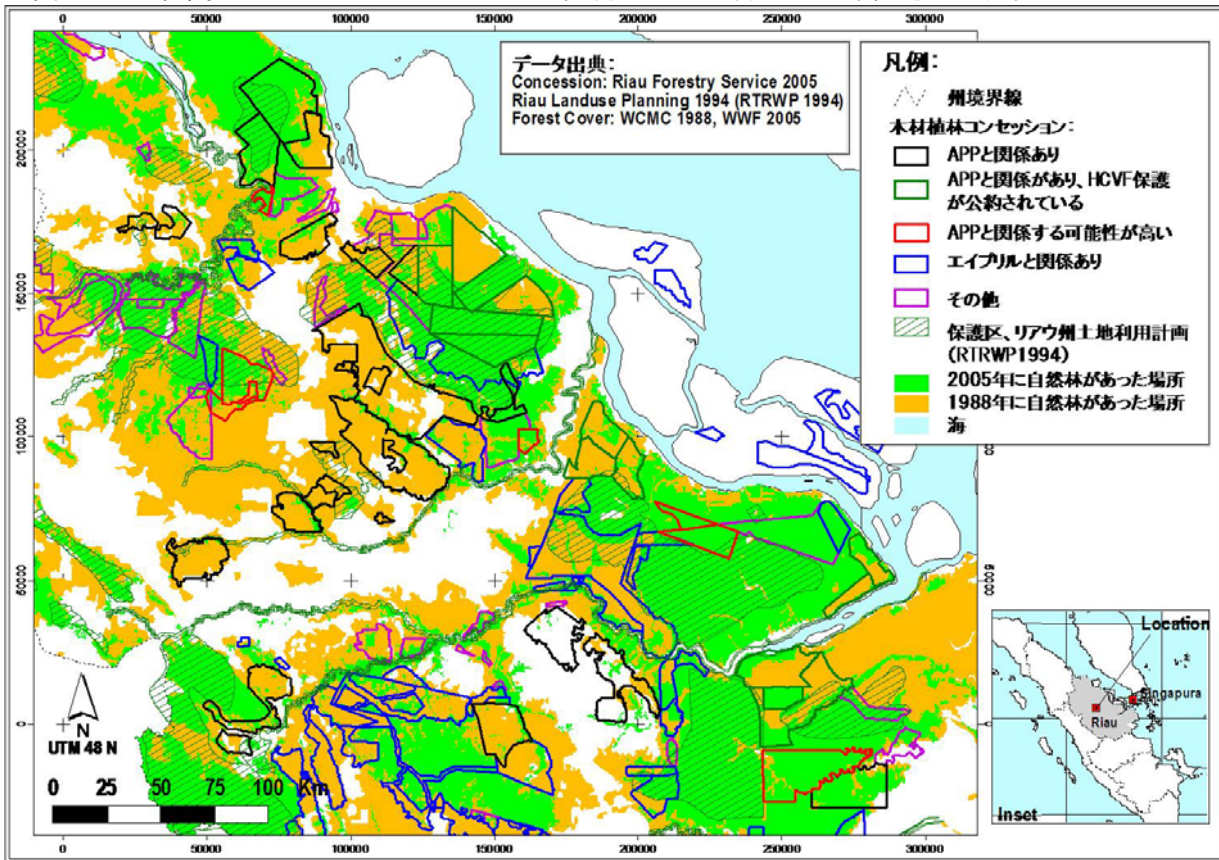 50000 100000 150000 200000 250000 300000
データ出典:
Concession: Riau Forestry Service 2005
Riau Landuse Planning 1994 (RTRWP 1994)
Forest Cover: WCMC 1988, WWF 2005
凡例:
州境界線
木材植林コンセッション:
APPと関係あり
APPと関係があり、HCVF保護
が公約されている
APPと関係する可能性が高い
エイプリルと関係あり
その他
保護区、リアウ州土地利用計画
(RTRWP1994)
2005年に自然林があった場所
1988年に自然林があった場所
海
200000
150000
100000
50000
0
50000
0
N
UTM 48 N
0 25 50 75 100 Km
0 50000 100000 150000 200000 250000 300000
Location
Singapura
Riau
Inset